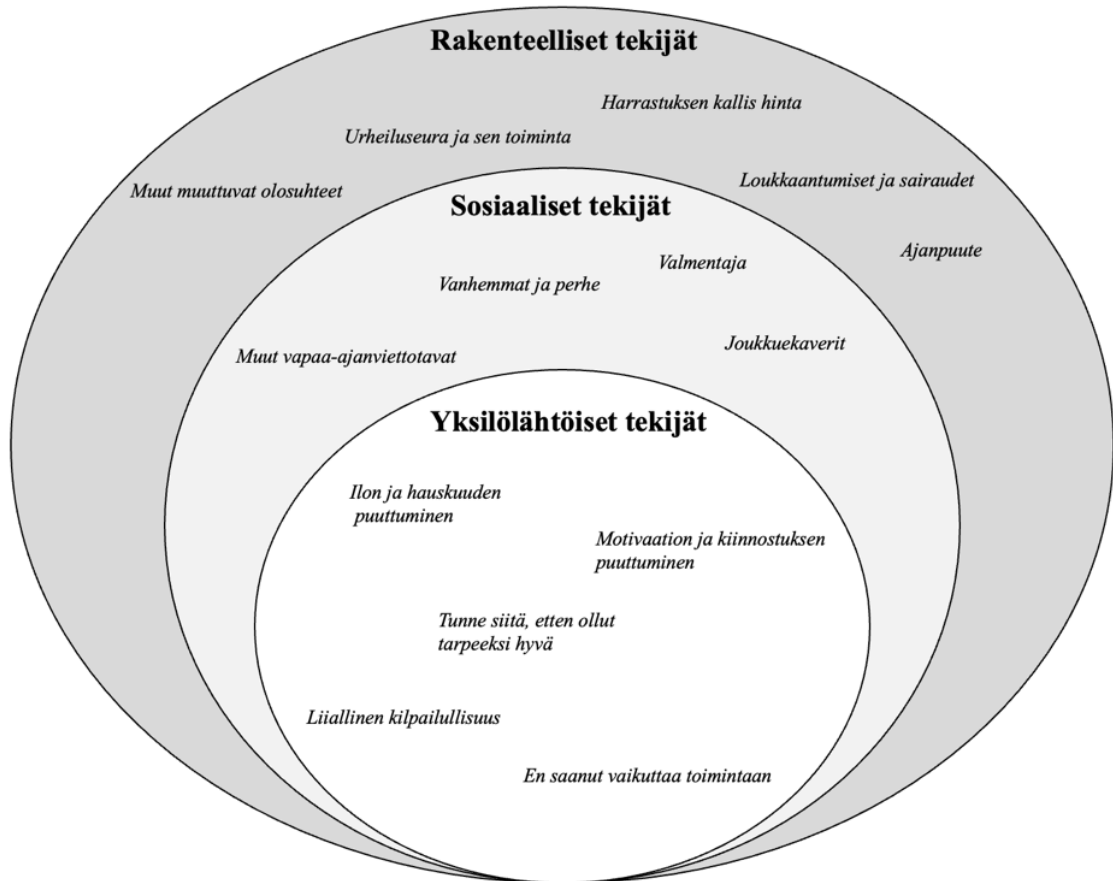 Rakenteelliset tekijät
Harrastuksen kallis hinta
Urheiluseura ja sen toiminta
Muut muuttuvat olosuhteet
Loukkaantumiset ja sairaudet
Ajanpuute
Sosiaaliset tekijät
Valmentaja
Vanhemmat ja perhe
Muut vapaa-ajanviettotavat
Joukkuekaverit
Yksilölähtöiset tekijät
Ilon ja hauskuuden
puuttuminen
Motivaation ja kiinnostuksen
puuttuminen
Tunne siitä, etten ollut
tarpeeksi hyvä
Liiallinen kilpailullisuus
En saanut vaikuttaa toimintaan